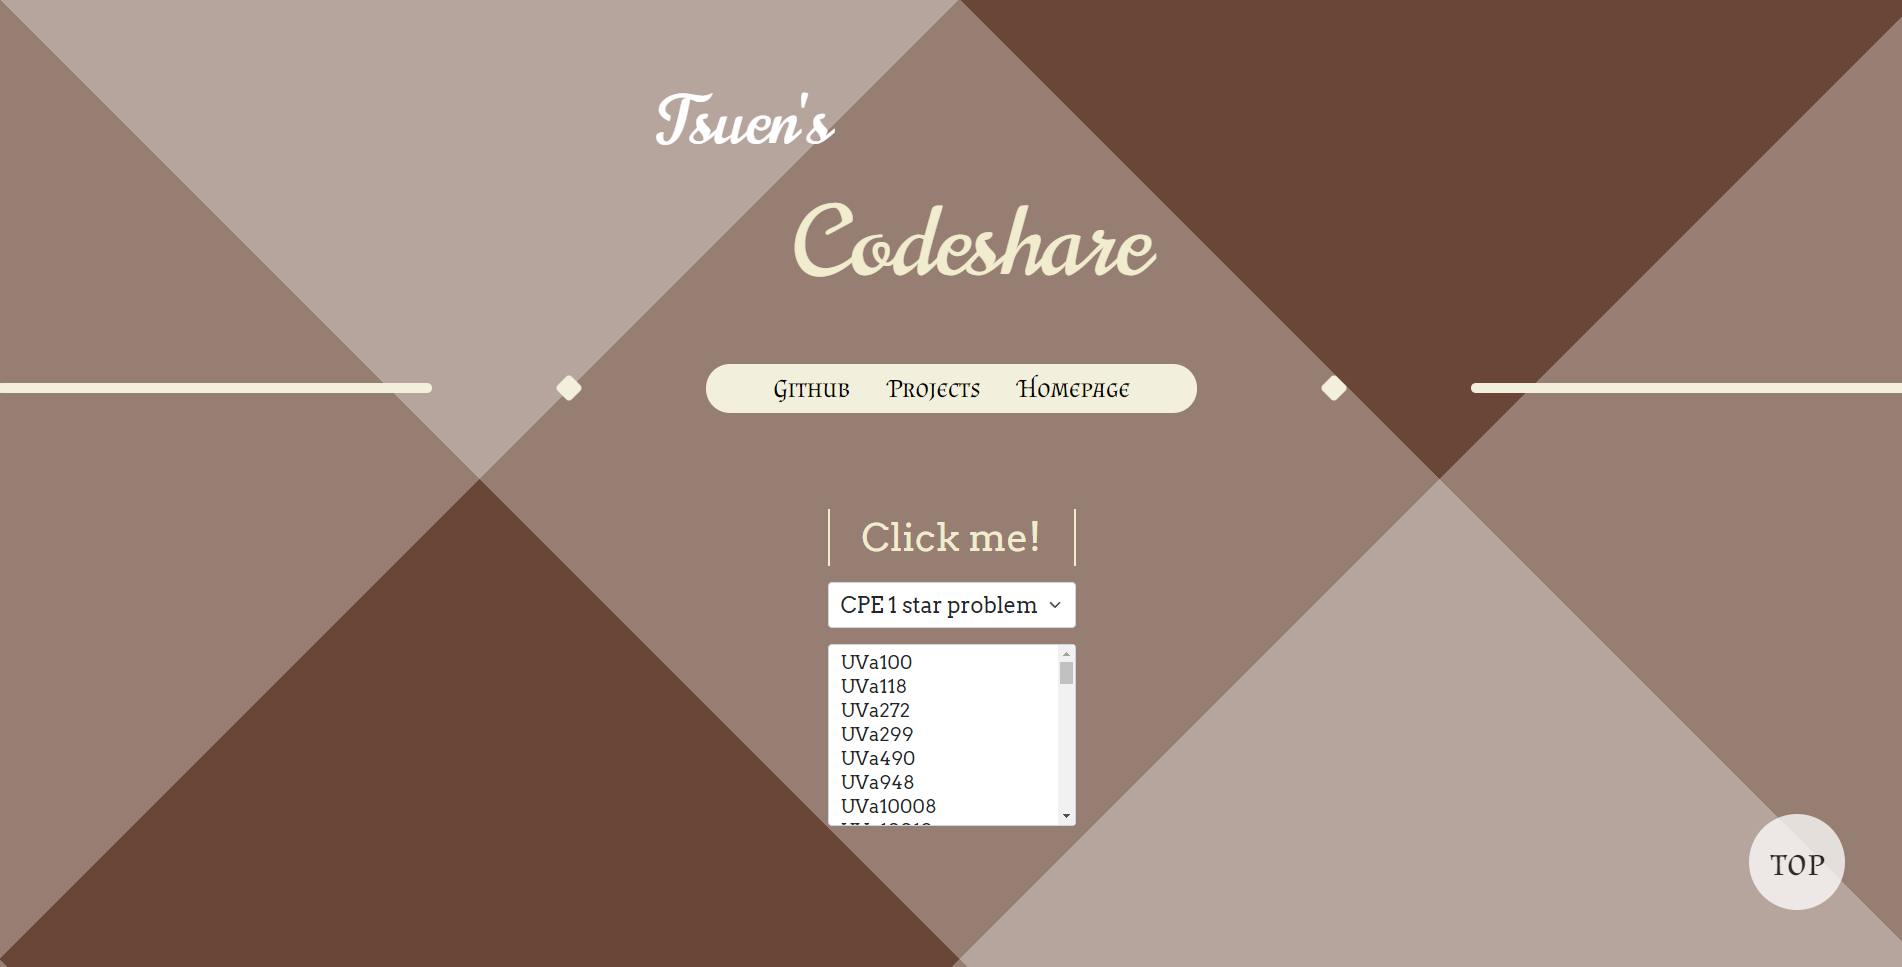 Tsuen's
Codeshare
Github Projects Homepage
Click me!
CPE 1 star problem
UVa100
UVa118
UVa272
UVa299
UVa490
UVa948
UVa10008
TOP